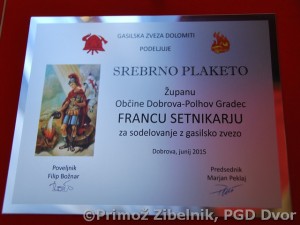 GASILSKA ZVEZA DOLOMITI
PODELJUJE
SREBRNO PLAKETO
Županu
Občine Dobrova-Polhov Gradec
FRANCU SETNIKARJU
za sodelovanje z gasilsko zvezo
Dobrova, junij 2015
Poveljnik
Filip Božnar
Predsednik
Marjan Peklaj
©Primož Zibelnik, PGD Dvor